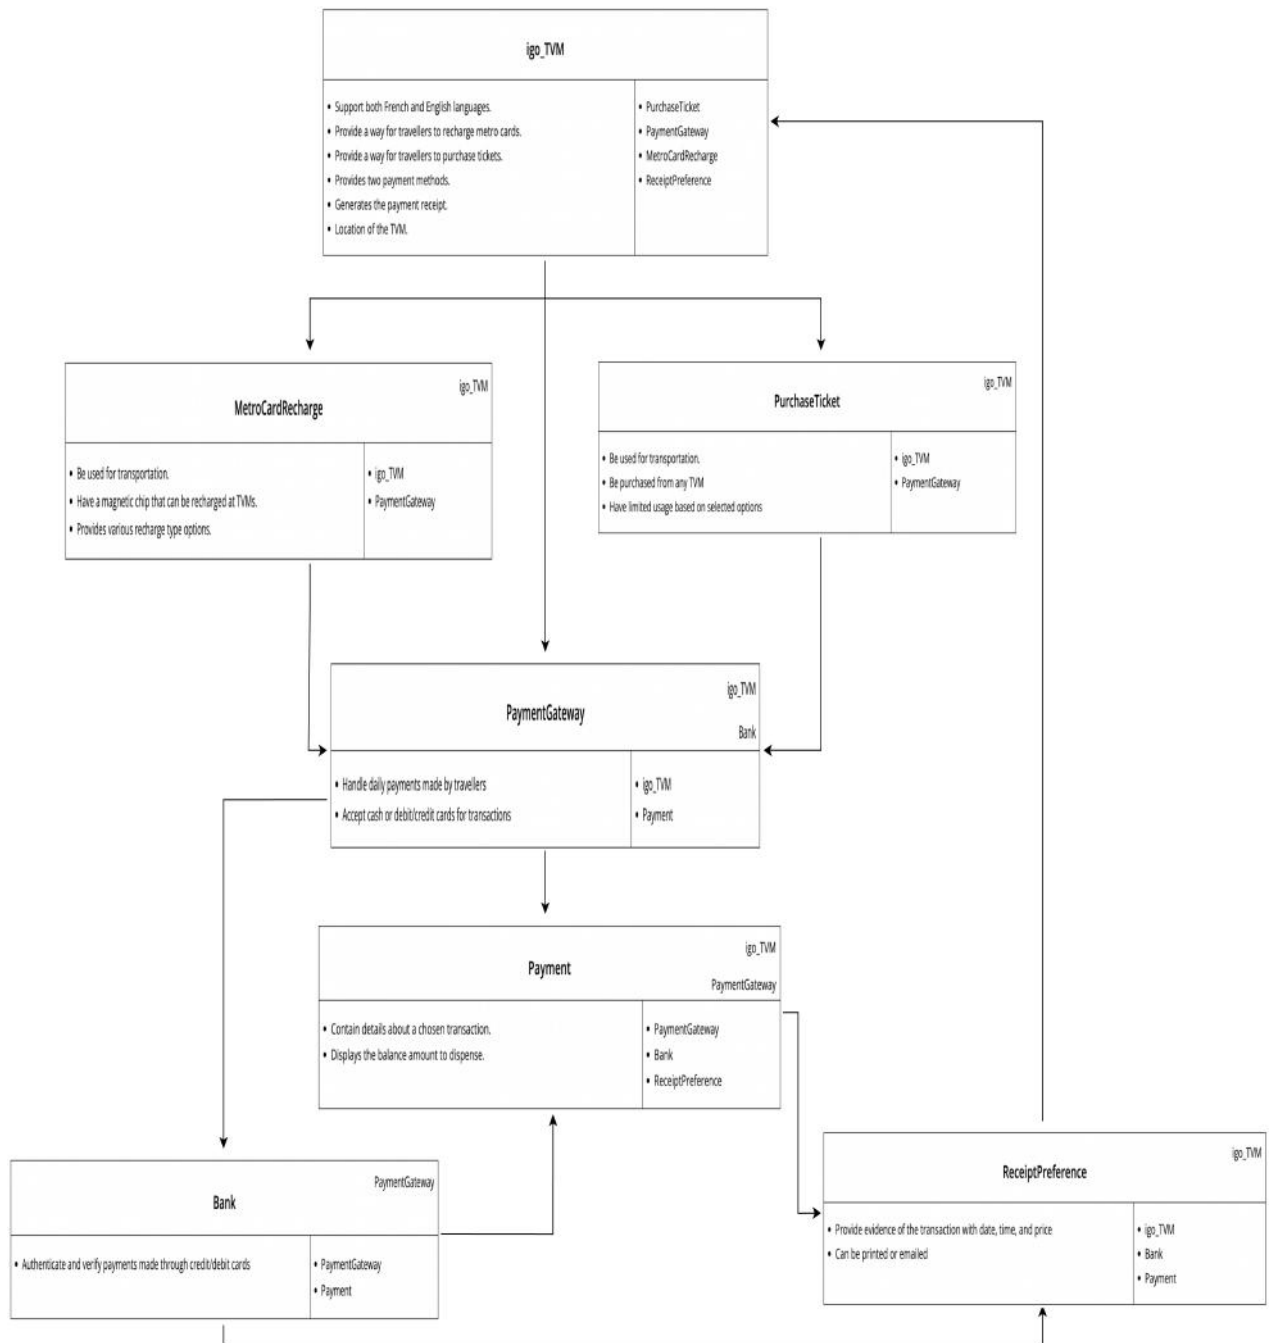 igo_TVM
• Support both French and English languages.
• Provide a way for travellers to recharge metro cards.
• Provide a way for travellers to purchase tickets.
• Provides two payment methods.
• Generates the payment receipt.
• Location of the TVM.
• PurchaseTicket
• PaymentGateway
• MetroCardRecharge
• ReceiptPreference
igo_TVM
MetroCardRecharge
• Be used for transportation.
• Have a magnetic chip that can be recharged at TVMs.
• Provides various recharge type options.
• igo_TVM
• PaymentGateway
igo_TVM
PurchaseTicket
• Be used for transportation.
• Be purchased from any TVM
• Have limited usage based on selected options
• igo_TVM
• PaymentGateway
igo_TVM
PaymentGateway
Bank
• Handle daily payments made by travellers
• Accept cash or debit/credit cards for transactions
• igo_TVM
• Payment
igo_TVM
Payment
PaymentGateway
• Contain details about a chosen transaction.
• Displays the balance amount to dispense.
• PaymentGateway
• Bank
• ReceiptPreference
PaymentGateway
Bank
• Authenticate and verify payments made through credit/debit cards
• PaymentGateway
• Payment
igo_TVM
ReceiptPreference
• Provide evidence of the transaction with date, time, and price
• Can be printed or emailed
• igo_TVM
• Bank
• Payment